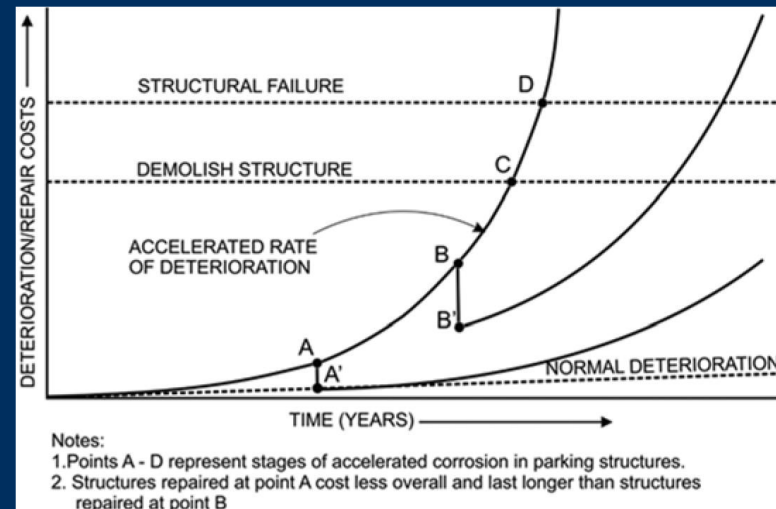 DETERIORATION/REPAIR COSTS
STRUCTURAL FAILURE
D
DEMOLISH STRUCTURE
C
ACCELERATED RATE
OF DETERIORATION
B
B'
A
A'
NORMAL DETERIORATION
TIME (YEARS)
Notes:
1.Points A - D represent stages of accelerated corrosion in parking structures.
2. Structures repaired at point A cost less overall and last longer than structures
repaired at point B